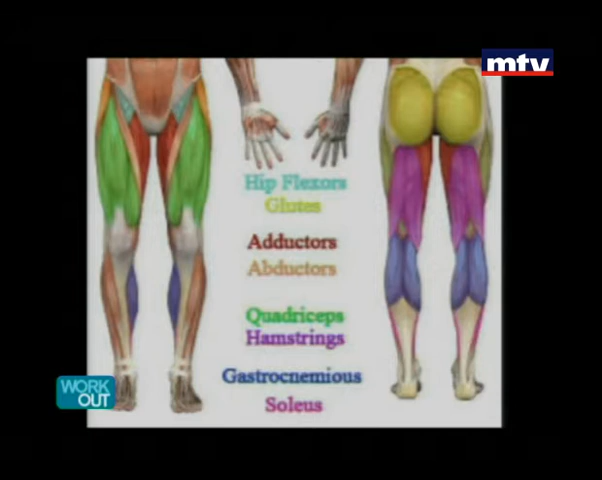 mtv
Hip Flexors
Glutes
Adductors
Abductors
Quadriceps
Hamstrings
Gastrocnemious
Soleus
WORK
OUT